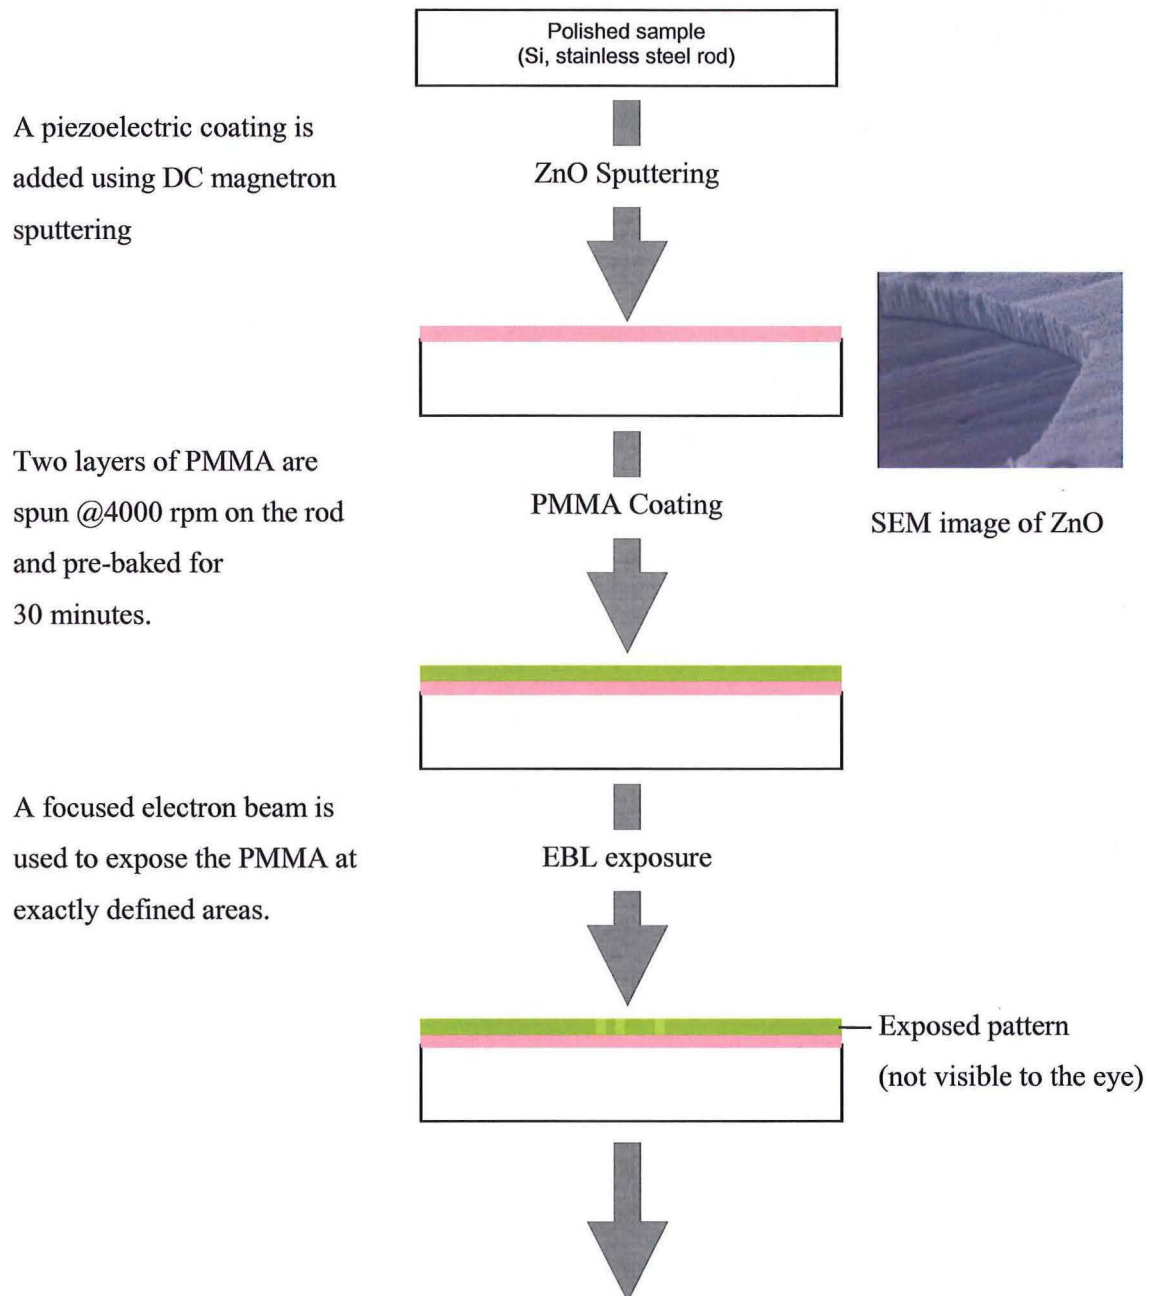 Polished sample
(Si, stainless steel rod)
A piezoelectric coating is
added using DC magnetron
sputtering
ZnO Sputtering
Two layers of PMMA are
spun @4000 rpm on the rod
and pre-baked for
30 minutes.
PMMA Coating
SEM image of ZnO
A focused electron beam is
used to expose the PMMA at
exactly defined areas.
EBL exposure
Exposed pattern
(not visible to the eye)